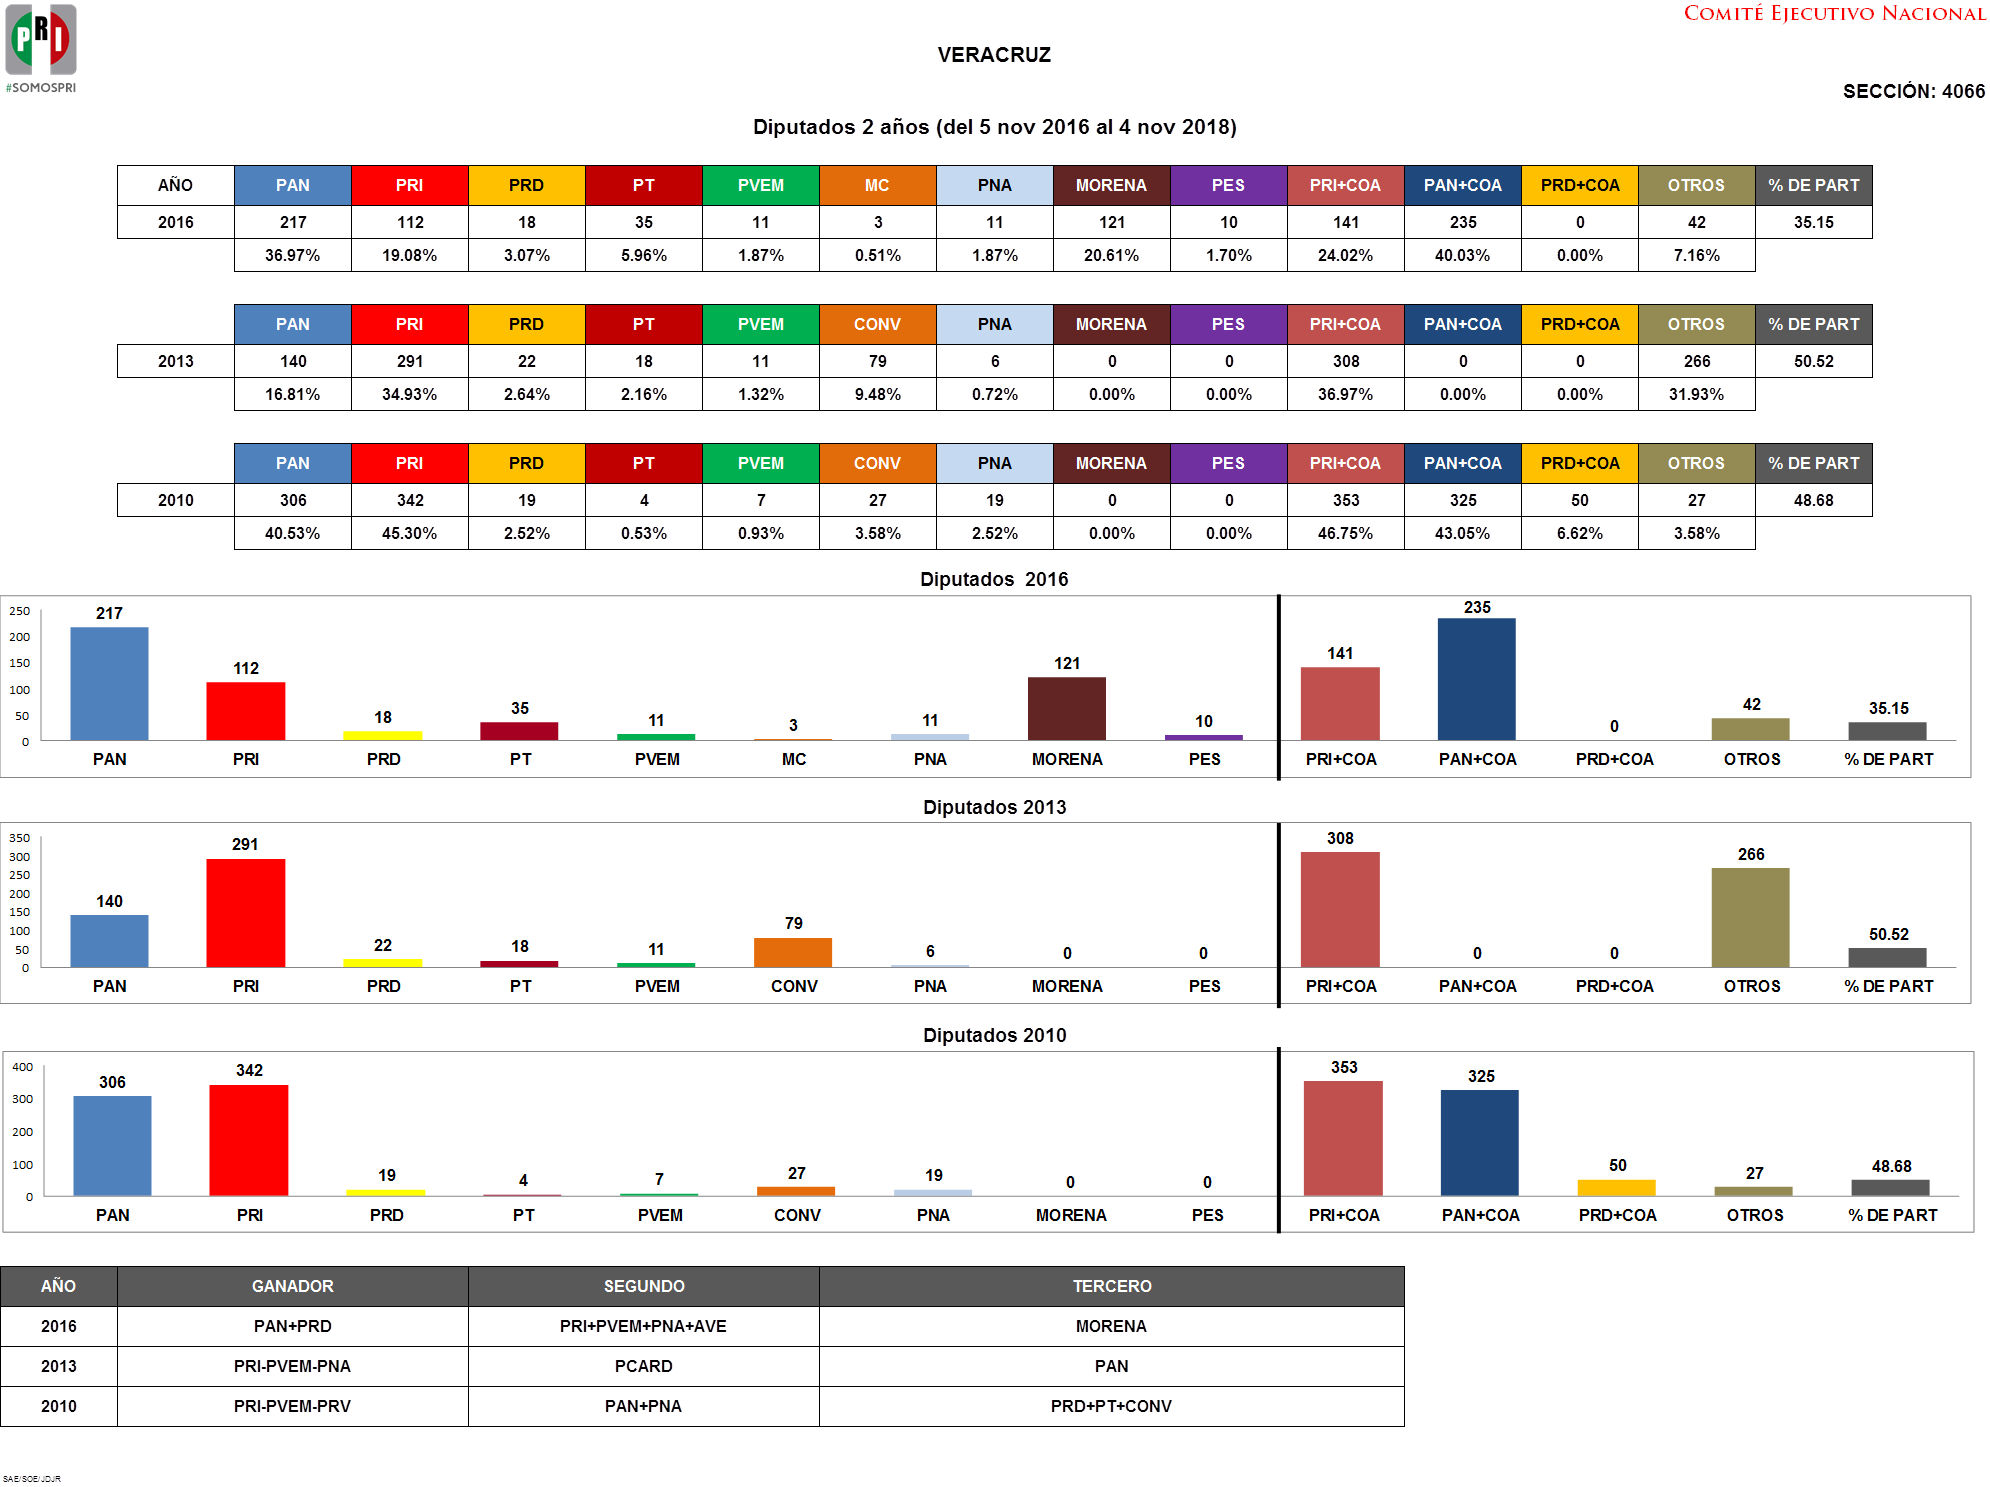 COMITÉ EJECUTIVO NACIONAL
PRI
#SOMOSPRI
VERACRUZ
SECCIÓN: 4066
Diputados 2 años (del 5 nov 2016 al 4 nov 2018)
AÑO PAN PRI PRD PT PVEM MC PNA MORENA PES PRI+COA PAN+COA PRD+COA OTROS % DE PART
2016 217 112 18 35 11 3 11 121 10 141 235 0 42 35.15
36.97% 19.08% 3.07% 5.96% 1.87% 0.51% 1.87% 20.61% 1.70% 24.02% 40.03% 0.00% 7.16%
PAN PRI PRD PT PVEM CONV PNA MORENA PES PRI+COA PAN+COA PRD+COA OTROS % DE PART
2013 140 291 22 18 11 79 6 0 0 308 0 0 266 50.52
16.81% 34.93% 2.64% 2.16% 1.32% 9.48% 0.72% 0.00% 0.00% 36.97% 0.00% 0.00% 31.93%
PAN PRI PRD PT PVEM CONV PNA MORENA PES PRI+COA PAN+COA PRD+COA OTROS % DE PART
2010 306 342 19 4 7 27 19 0 0 353 325 50 27 48.68
40.53% 45.30% 2.52% 0.53% 0.93% 3.58% 2.52% 0.00% 0.00% 46.75% 43.05% 6.62% 3.58%
Diputados 2016
250
200
150
100
50
0
217 112 18 35 11 3 11 121 10 141 235 0 42 35.15
PAN PRI PRD PT PVEM MC PNA MORENA PES PRI+COA PAN+COA PRD+COA OTROS % DE PART
Diputados 2013
350
300
250
200
150
100
50
0
140 291 22 18 11 79 6 0 0 308 0 0 266 50.52
PAN PRI PRD PT PVEM CONV PNA MORENA PES PRI+COA PAN+COA PRD+COA OTROS % DE PART
Diputados 2010
400
300
200
100
0
306 342 19 4 7 27 19 0 0 353 325 50 27 48.68
PAN PRI PRD PT PVEM CONV PNA MORENA PES PRI+COA PAN+COA PRD+COA OTROS % DE PART
AÑO GANADOR SEGUNDO TERCERO
2016 PAN+PRD PRI+PVEM+PNA+AVE MORENA
2013 PRI-PVEM-PNA PCARD PAN
2010 PRI-PVEM-PRV PAN+PNA PRD+PT+CONV
SAE/SOE/JDJR